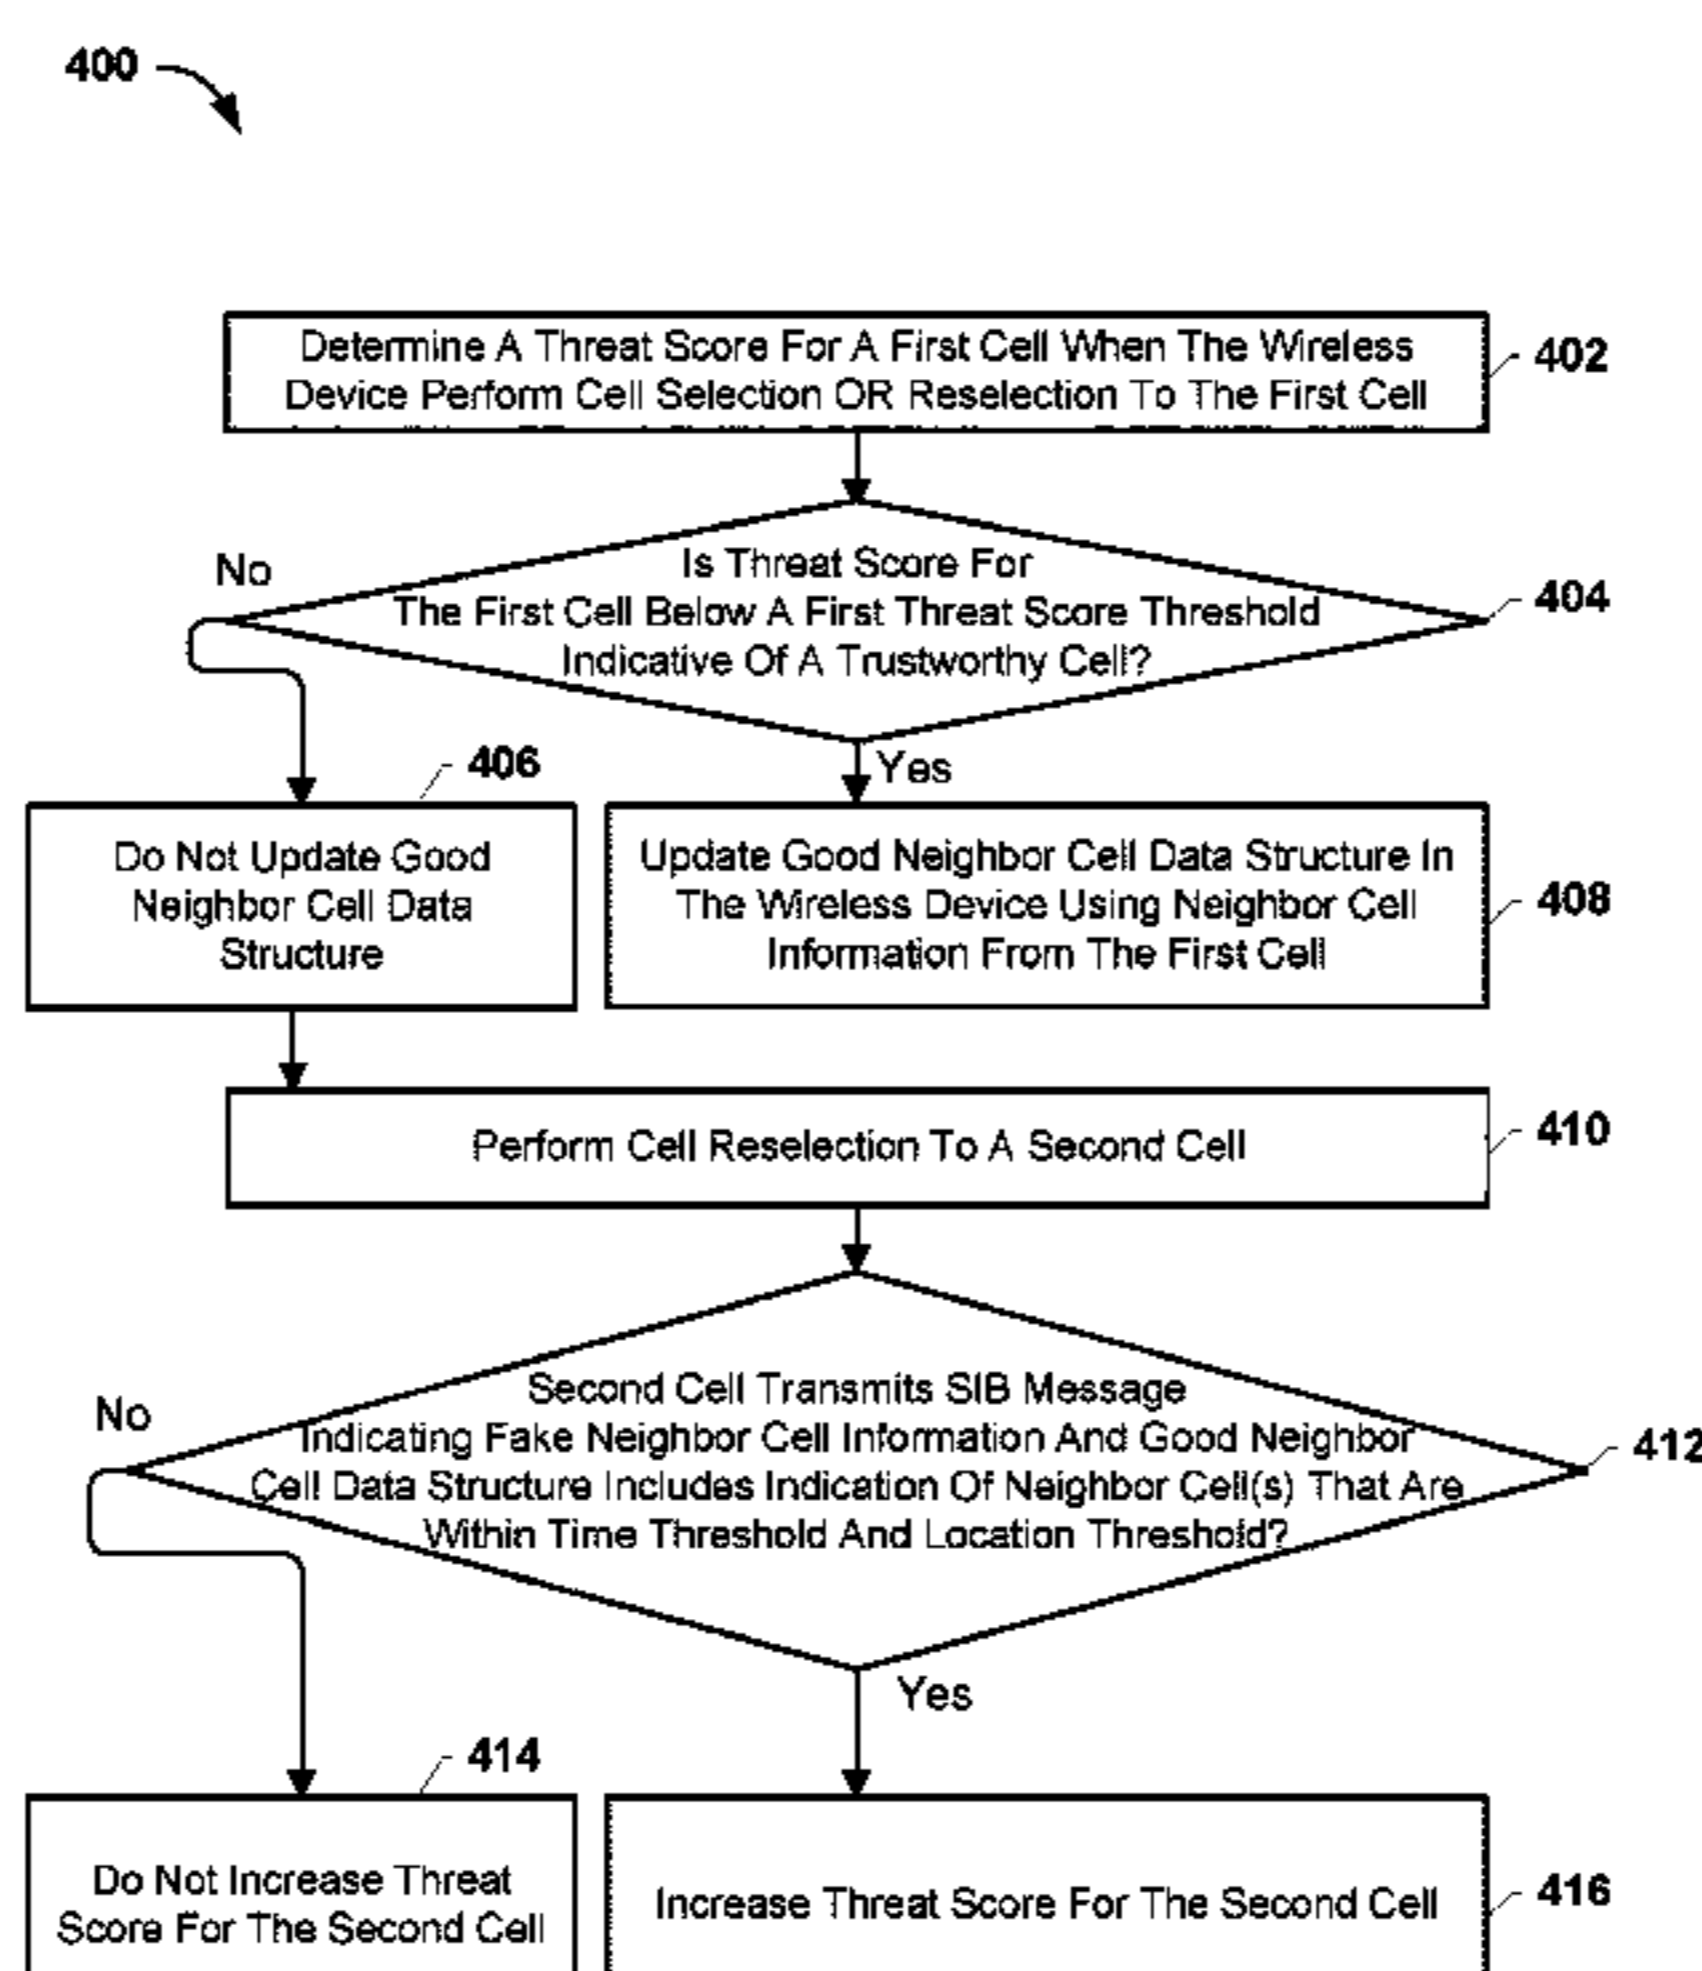 400
Determine A Threat Score For A First Cell When The Wireless
Device Perform Cell Selection OR Reselection To The First Cell
402
No
Is Threat Score For
The First Cell Below A First Threat Score Threshold
Indicative Of A Trustworthy Cell?
404
Yes
406
Do Not Update Good
Neighbor Cell Data
Structure
Update Good Neighbor Cell Data Structure In
The Wireless Device Using Neighbor Cell
Information From The First Cell
408
Perform Cell Reselection To A Second Cell
410
No
Second Cell Transmits SIB Message
Indicating Fake Neighbor Cell Information And Good Neighbor
Cell Data Structure Includes Indication Of Neighbor Cell(s) That Are
Within Time Threshold And Location Threshold?
412
Yes
414
Do Not Increase Threat
Score For The Second Cell
Increase Threat Score For The Second Cell
416